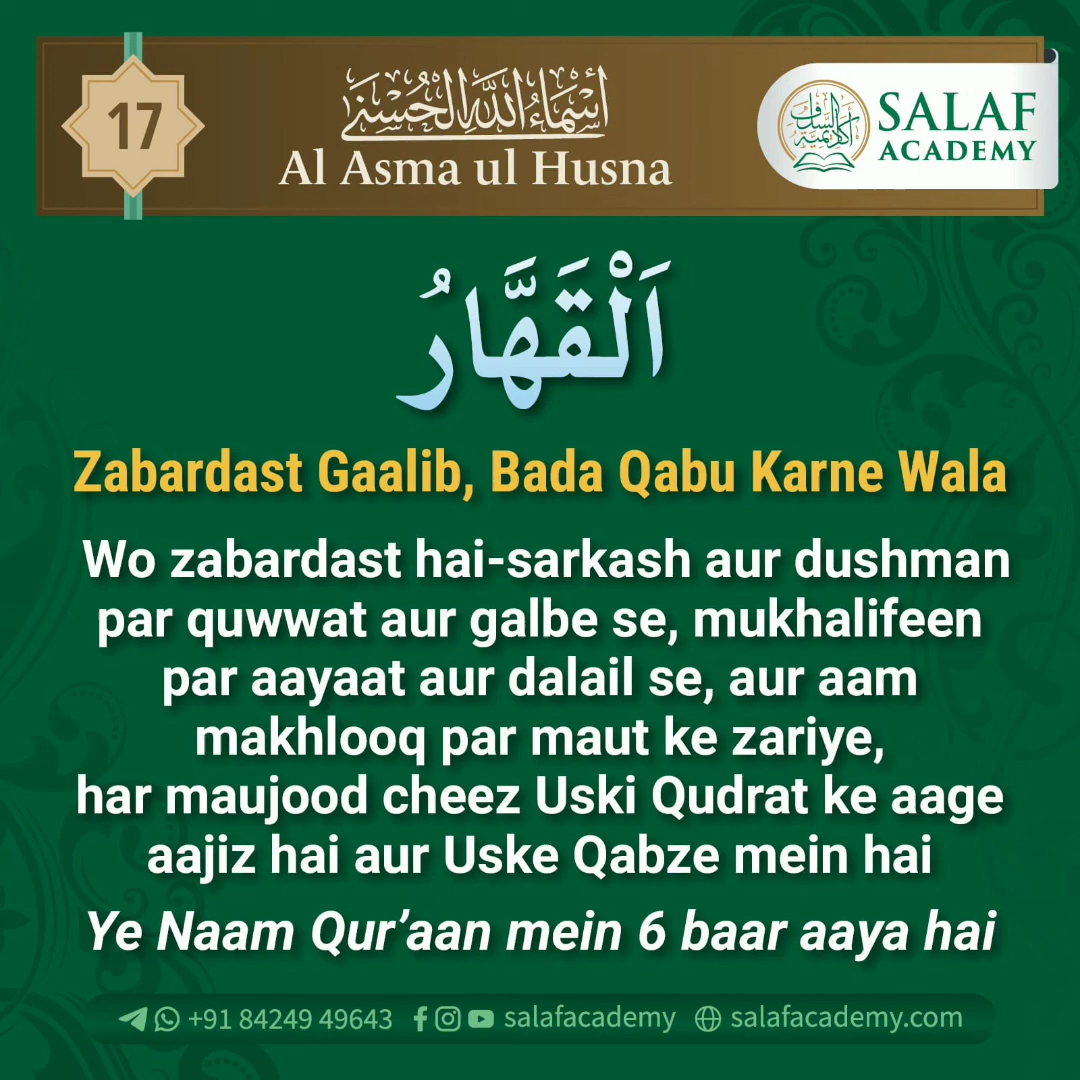 17
أسماء الله الحسنى
Al Asma ul Husna
أكاديمية السلف
SALAF
ACADEMY
اَلْقَهَّارُ
Zabardast Gaalib, Bada Qabu Karne Wala
Wo zabardast hai-sarkash aur dushman
par quwwat aur galbe se, mukhalifeen
par aayaat aur dalail se, aur aam
makhlooq par maut ke zariye,
har maujood cheez Uski Qudrat ke aage
aajiz hai aur Uske Qabze mein hai
Ye Naam Qur’aan mein 6 baar aaya hai
+91 84249 49643 salafacademy salafacademy.com